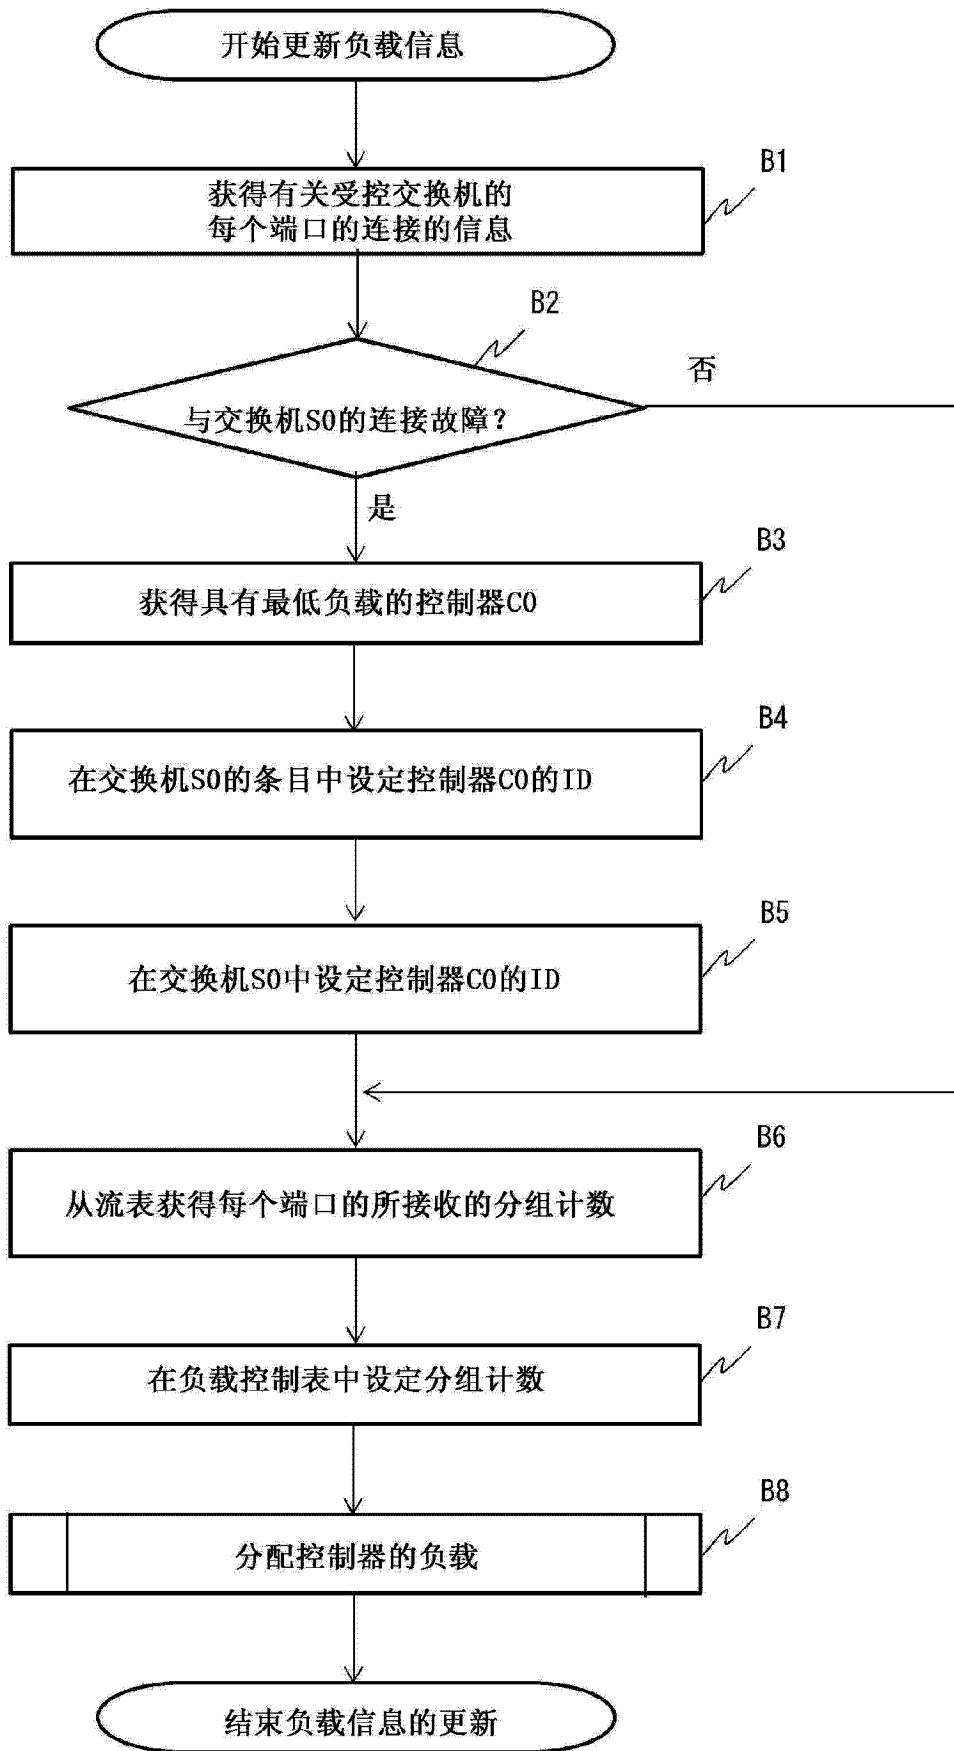 开始更新负载信息
B1
获得有关受控交换机的
每个端口的连接的信息
B2
否
与交换机S0的连接故障？
是
B3
获得具有最低负载的控制器C0
B4
在交换机S0的条目中设定控制器C0的ID
B5
在交换机S0中设定控制器C0的ID
B6
从流表获得每个端口的所接收的分组计数
B7
在负载控制表中设定分组计数
B8
分配控制器的负载
结束负载信息的更新